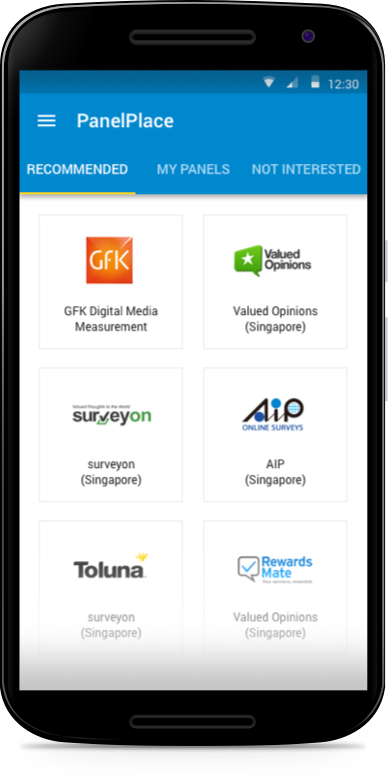 12:30
PanelPlace
RECOMMENDED MY PANELS NOT INTERESTED
GFK
GFK Digital Media
Measurement
Valued
Opinions
Valued Opinions
(Singapore)
Valued Thoughts to the World
surveyon
surveyon
(Singapore)
AIP
ONLINE SURVEYS
AIP
(Singapore)
Toluna
surveyon
(Singapore)
Rewards
Mate
Your opinions, rewarded.
Valued Opinions
(Singapore)